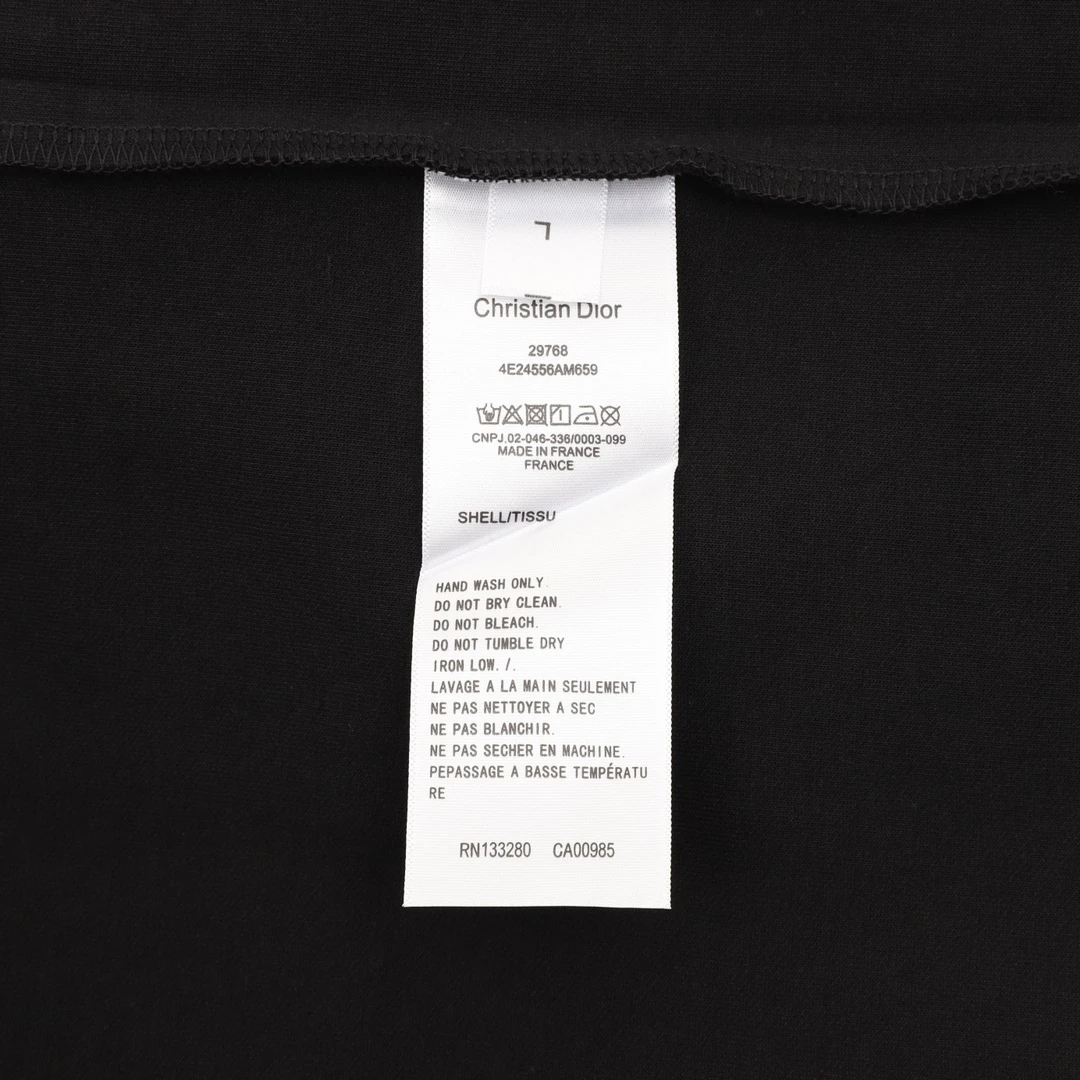 L
Christian Dior
29768
4E24556AM659
CNPJ.02-046-336/0003-099
MADE IN FRANCE
FRANCE
SHELL/TISSU
HAND WASH ONLY.
DO NOT BRY CLEAN.
DO NOT BLEACH.
DO NOT TUMBLE DRY
IRON LOW. /.
LAVAGE A LA MAIN SEULEMENT
NE PAS NETTOYER A SEC
NE PAS BLANCHIR.
NE PAS SECHER EN MACHINE.
PEPASSAGE A BASSE TEMPÉRATU
RE
RN133280 CA00985